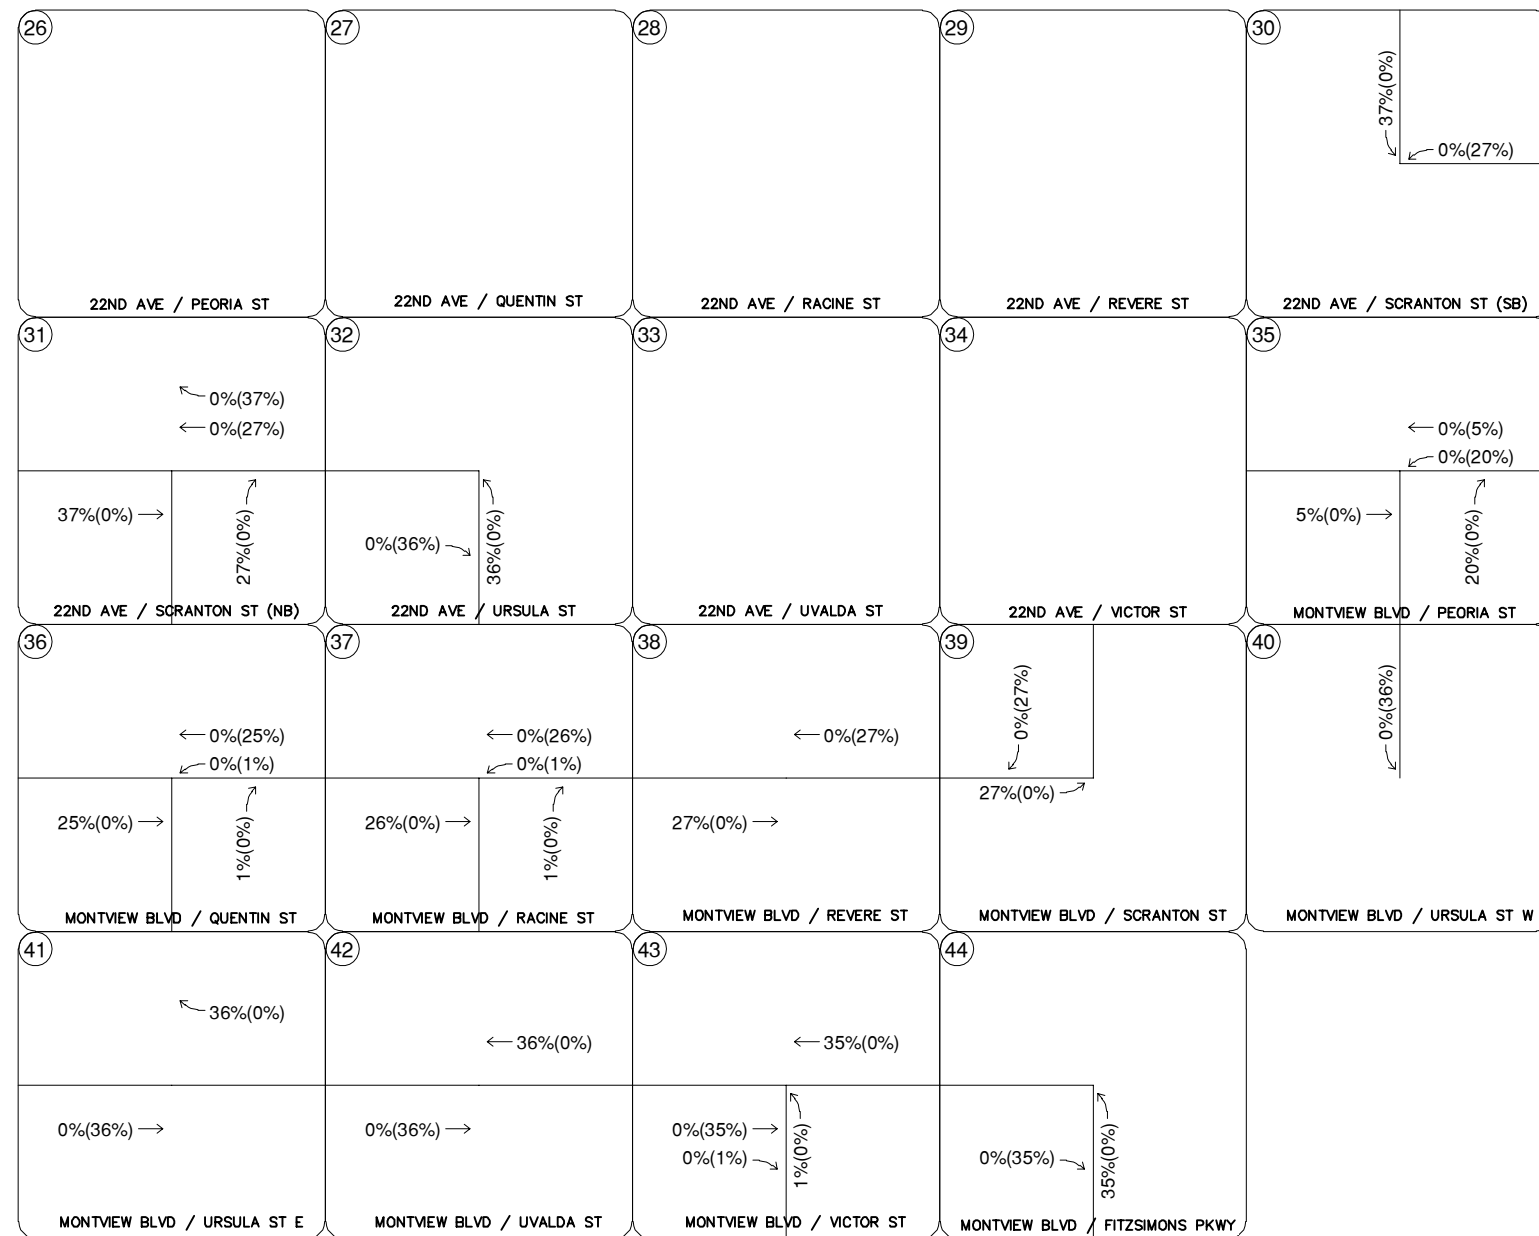 26
22ND AVE / PEORIA ST
27
22ND AVE / QUENTIN ST
28
22ND AVE / RACINE ST
29
22ND AVE / REVERE ST
30
37%(0%)
0%(27%)
22ND AVE / SCRANTON ST (SB)
31
0%(37%)
0%(27%)
37%(0%)
27%(0%)
22ND AVE / SCRANTON ST (NB)
32
0%(36%)
36%(0%)
22ND AVE / URSULA ST
33
22ND AVE / UVALDA ST
34
22ND AVE / VICTOR ST
35
0%(5%)
0%(20%)
5%(0%)
20%(0%)
MONTVIEW BLVD / PEORIA ST
36
0%(25%)
0%(1%)
25%(0%)
1%(0%)
MONTVIEW BLVD / QUENTIN ST
37
0%(26%)
0%(1%)
26%(0%)
1%(0%)
MONTVIEW BLVD / RACINE ST
38
0%(27%)
27%(0%)
MONTVIEW BLVD / REVERE ST
39
0%(27%)
27%(0%)
MONTVIEW BLVD / SCRANTON ST
40
0%(36%)
MONTVIEW BLVD / URSULA ST W
41
36%(0%)
0%(36%)
MONTVIEW BLVD / URSULA ST E
42
36%(0%)
0%(36%)
MONTVIEW BLVD / UVALDA ST
43
35%(0%)
0%(35%)
0%(1%)
1%(0%)
MONTVIEW BLVD / VICTOR ST
44
0%(35%)
35%(0%)
MONTVIEW BLVD / FITZSIMONS PKWY